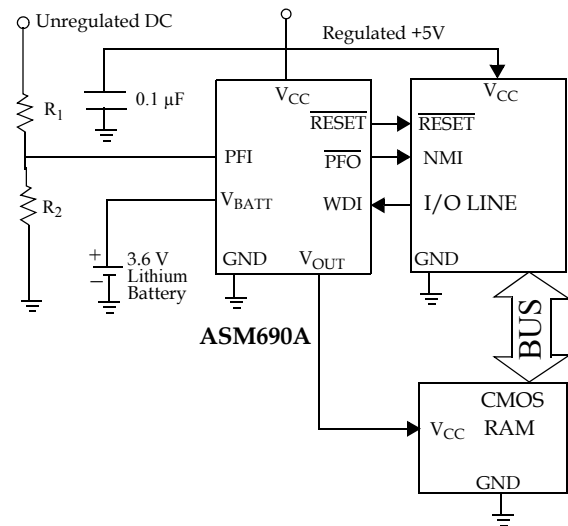 Unregulated DC
Regulated +5V
R1
0.1 µF
VCC
VCC
RESET
RESET
PFI
PFO
NMI
R2
VBATT
WDI
I/O LINE
+
−
3.6 V
Lithium
Battery
GND
VOUT
GND
ASM690A
BUS
CMOS
RAM
VCC
GND